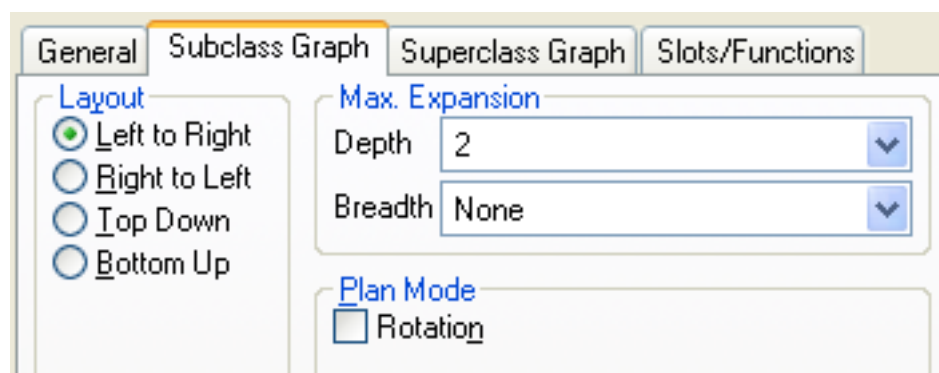 General Subclass Graph Superclass Graph Slots/Functions
Layout
Left to Right
Right to Left
Top Down
Bottom Up
Max. Expansion
Depth 2
Breadth None
Plan Mode
Rotation